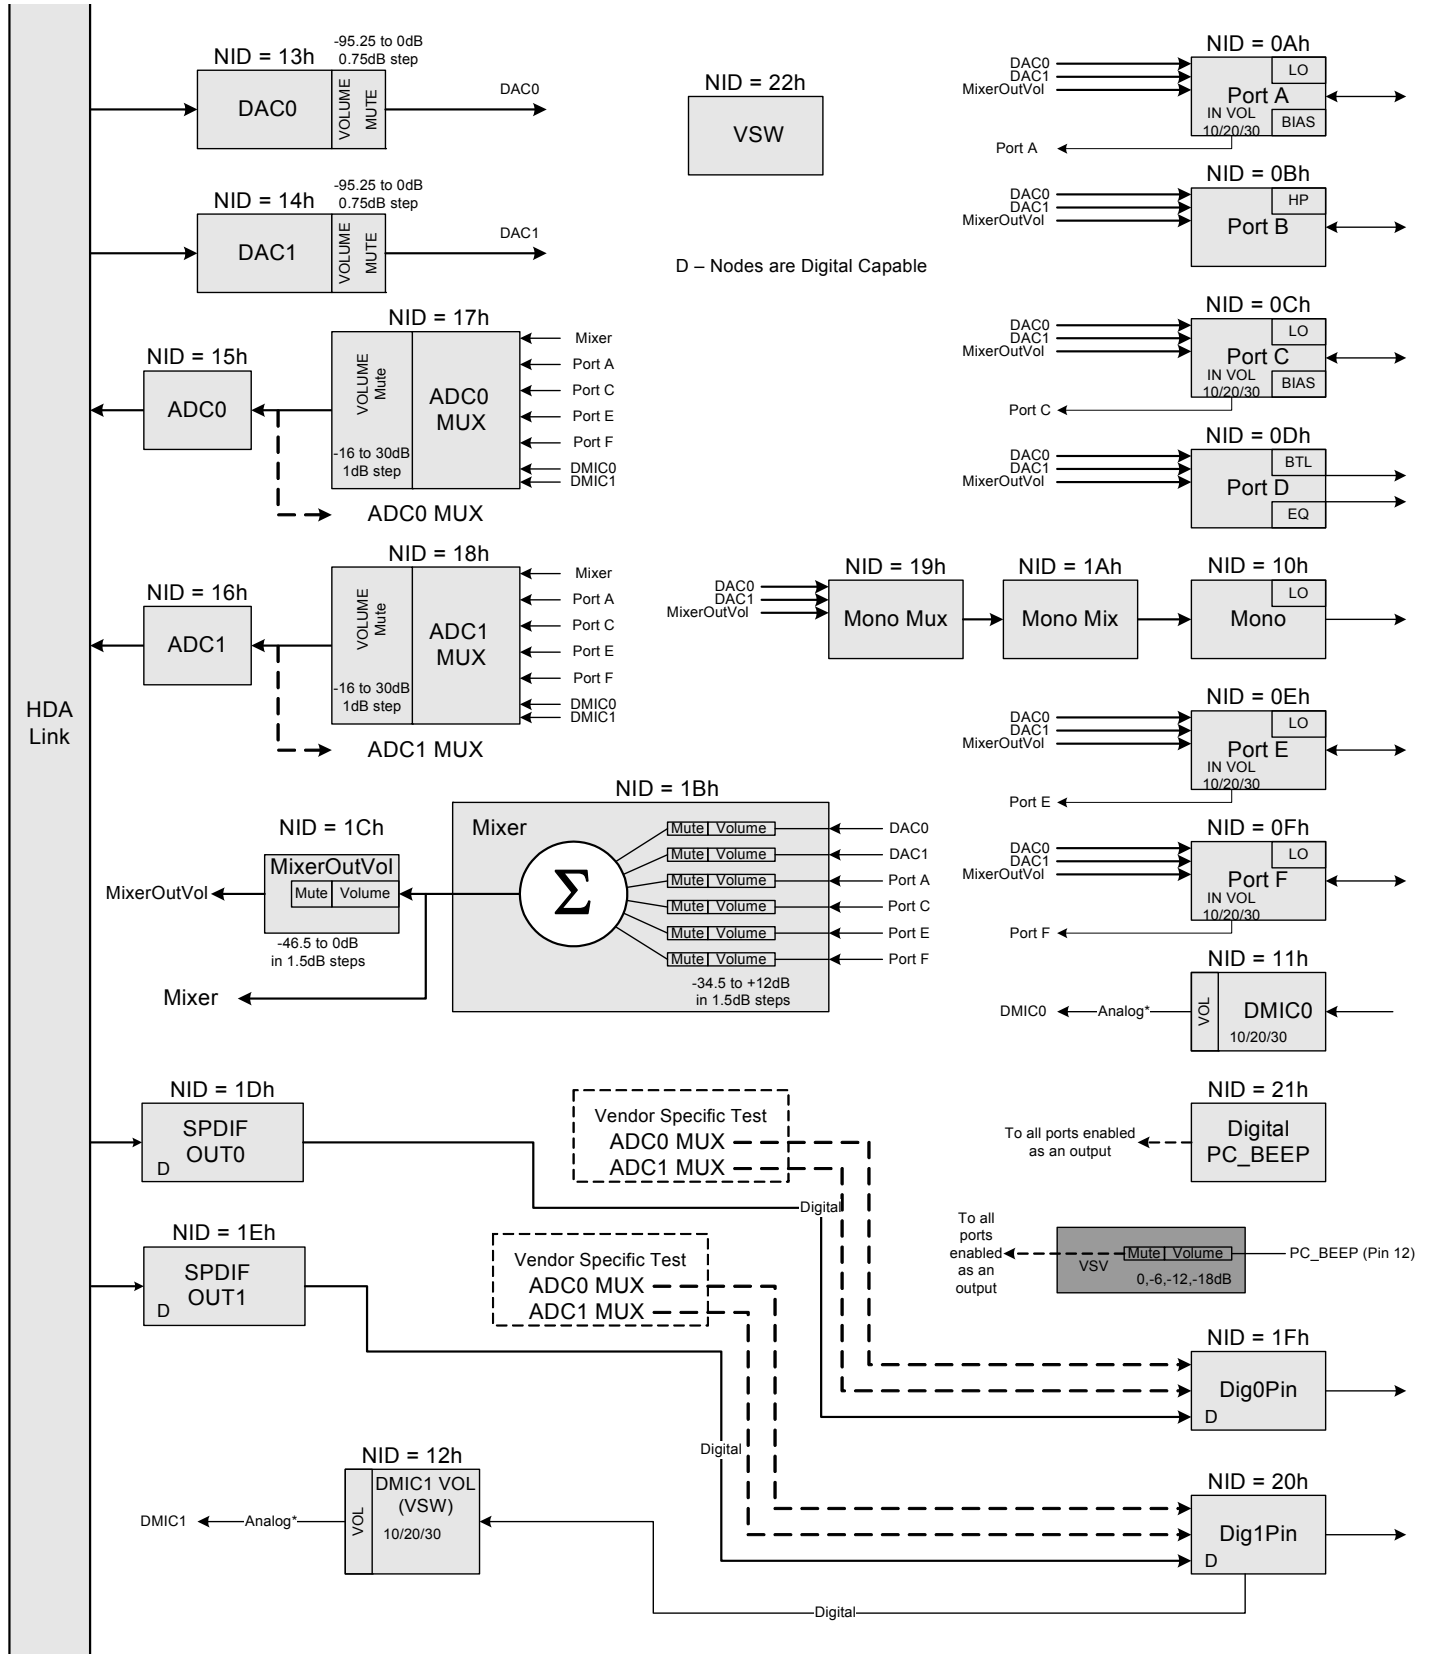 HDA
Link
NID = 13h
-95.25 to 0dB
0.75dB step
DAC0
VOLUME
MUTE
DAC0
NID = 14h
-95.25 to 0dB
0.75dB step
DAC1
VOLUME
MUTE
DAC1
NID = 22h
VSW
D – Nodes are Digital Capable
NID = 17h
NID = 15h
ADC0
VOLUME
Mute
-16 to 30dB
1dB step
ADC0
MUX
Mixer
Port A
Port C
Port E
Port F
DMIC0
DMIC1
ADC0 MUX
NID = 18h
NID = 16h
ADC1
VOLUME
Mute
-16 to 30dB
1dB step
ADC1
MUX
Mixer
Port A
Port C
Port E
Port F
DMIC0
DMIC1
ADC1 MUX
NID = 1Bh
Mixer
Σ
Mute Volume
Mute Volume
Mute Volume
Mute Volume
Mute Volume
Mute Volume
-34.5 to +12dB
in 1.5dB steps
DAC0
DAC1
Port A
Port C
Port E
Port F
NID = 1Ch
MixerOutVol
Mute Volume
MixerOutVol
-46.5 to 0dB
in 1.5dB steps
Mixer
NID = 0Ah
DAC0
DAC1
MixerOutVol
LO
Port A
IN VOL
10/20/30
BIAS
Port A
NID = 0Bh
DAC0
DAC1
MixerOutVol
HP
Port B
NID = 0Ch
DAC0
DAC1
MixerOutVol
LO
Port C
IN VOL
10/20/30
BIAS
Port C
NID = 0Dh
DAC0
DAC1
MixerOutVol
BTL
Port D
EQ
NID = 19h
DAC0
DAC1
MixerOutVol
Mono Mux
NID = 1Ah
Mono Mix
NID = 10h
LO
Mono
NID = 0Eh
DAC0
DAC1
MixerOutVol
LO
Port E
IN VOL
10/20/30
Port E
NID = 0Fh
DAC0
DAC1
MixerOutVol
LO
Port F
IN VOL
10/20/30
Port F
NID = 11h
DMIC0
Analog*
VOL
DMIC0
10/20/30
NID = 21h
To all ports enabled
as an output
Digital
PC_BEEP
To all
ports
enabled
as an
output
VSV
Mute Volume
0,-6,-12,-18dB
PC_BEEP (Pin 12)
NID = 1Dh
SPDIF
OUT0
D
Vendor Specific Test
ADC0 MUX
ADC1 MUX
Digital
NID = 1Eh
SPDIF
OUT1
D
Vendor Specific Test
ADC0 MUX
ADC1 MUX
Digital
NID = 1Fh
Dig0Pin
D
NID = 12h
DMIC1
Analog*
VOL
DMIC1 VOL
(VSW)
10/20/30
NID = 20h
Dig1Pin
D
Digital